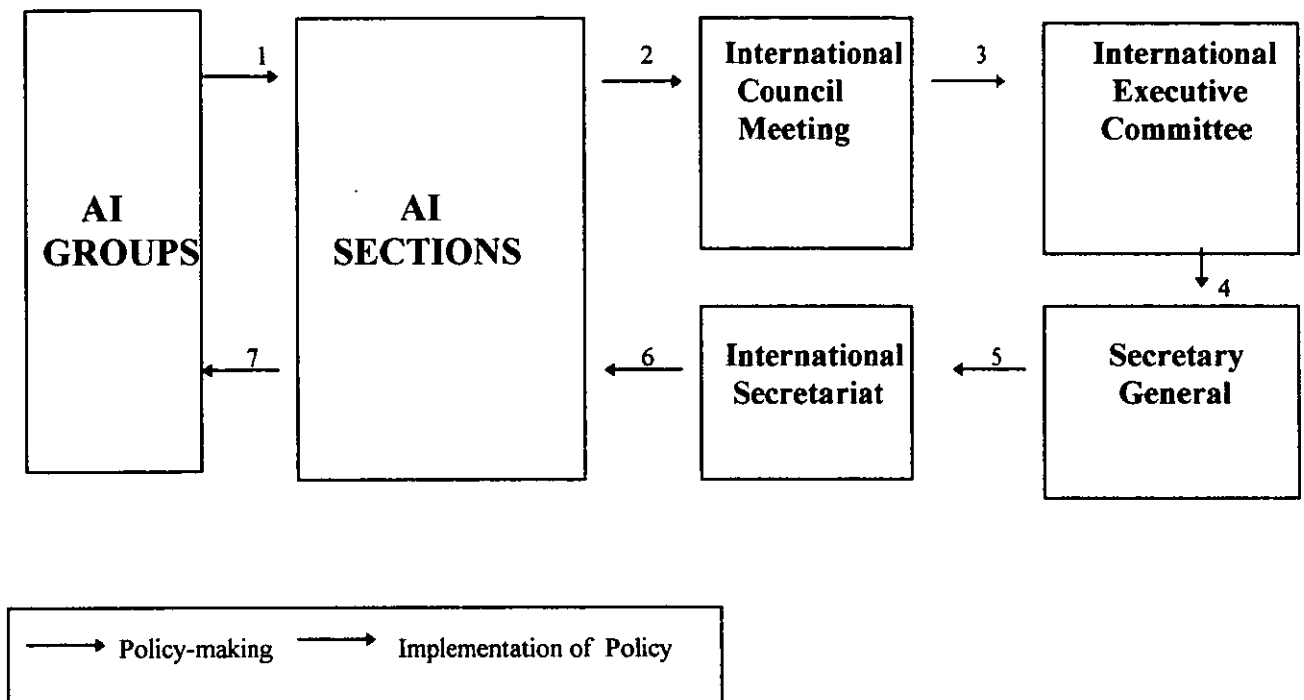 1
2
3
AI
GROUPS
AI
SECTIONS
International
Council
Meeting
International
Executive
Committee
4
7
6
5
International
Secretariat
Secretary
General
Policy-making
Implementation of Policy